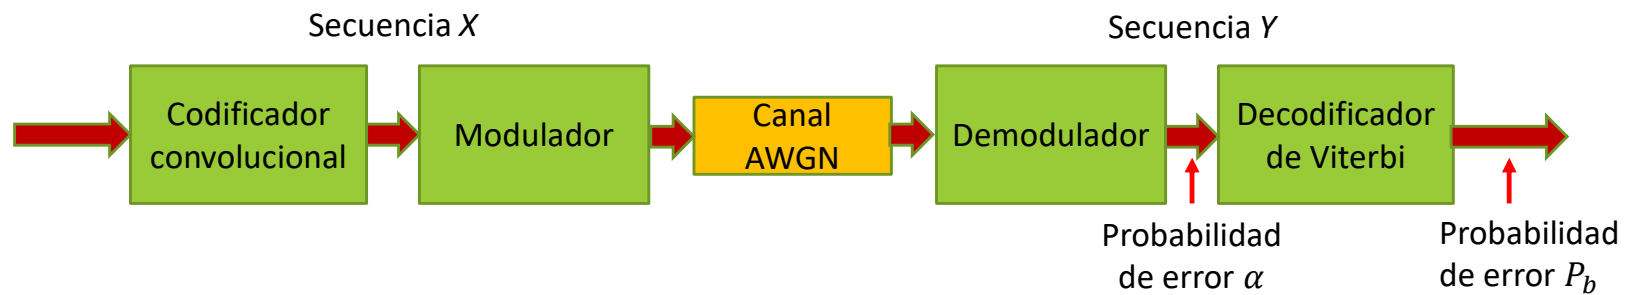 Secuencia X
Secuencia Y
Codificador
convolucional
Modulador
Canal
AWGN
Demodulador
Decodificador
de Viterbi
Probabilidad
de error α
Probabilidad
de error P_b